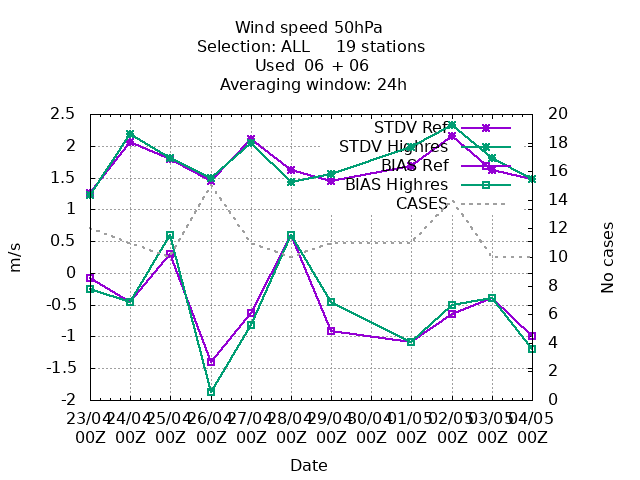 Wind speed 50hPa
Selection: ALL 19 stations
Used 06 + 06
Averaging window: 24h
2.5
2
1.5
1
0.5
0
-0.5
-1
-1.5
-2
20
18
16
14
12
10
8
6
4
2
0
m/s
No cases
STDV Ref
STDV Highres
BIAS Ref
BIAS Highres
CASES
23/04 24/04 25/04 26/04 27/04 28/04 29/04 30/04 01/05 02/05 03/05 04/05
00Z 00Z 00Z 00Z 00Z 00Z 00Z 00Z 00Z 00Z 00Z 00Z
Date